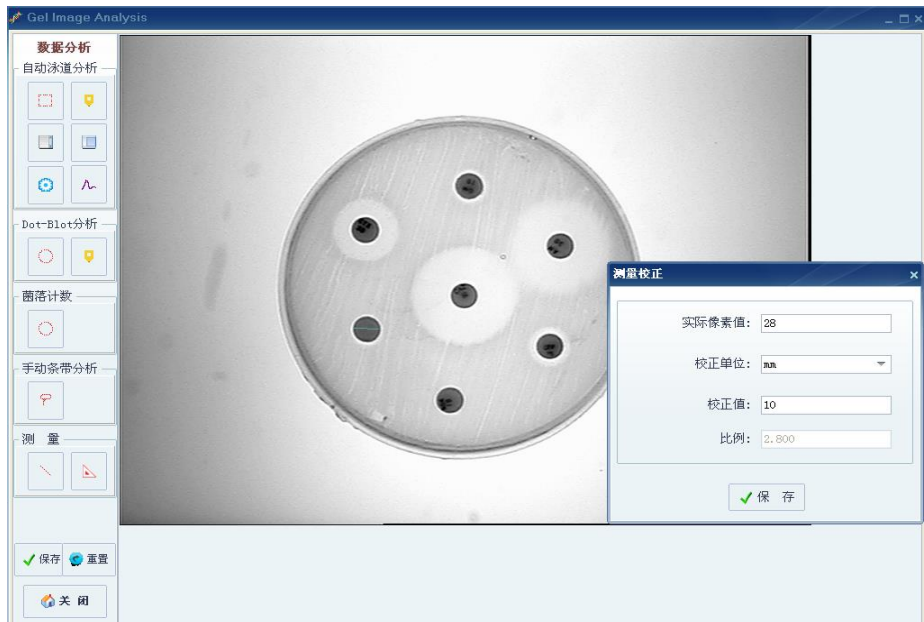 Gel Image Analysis
数据分析
自动泳道分析
Dot-Blot分析
菌落计数
手动条带分析
测 量
保存 重置
关 闭
测量校正
实际像素值: 28
校正单位: mm
校正值: 10
比例: 2.800
保 存